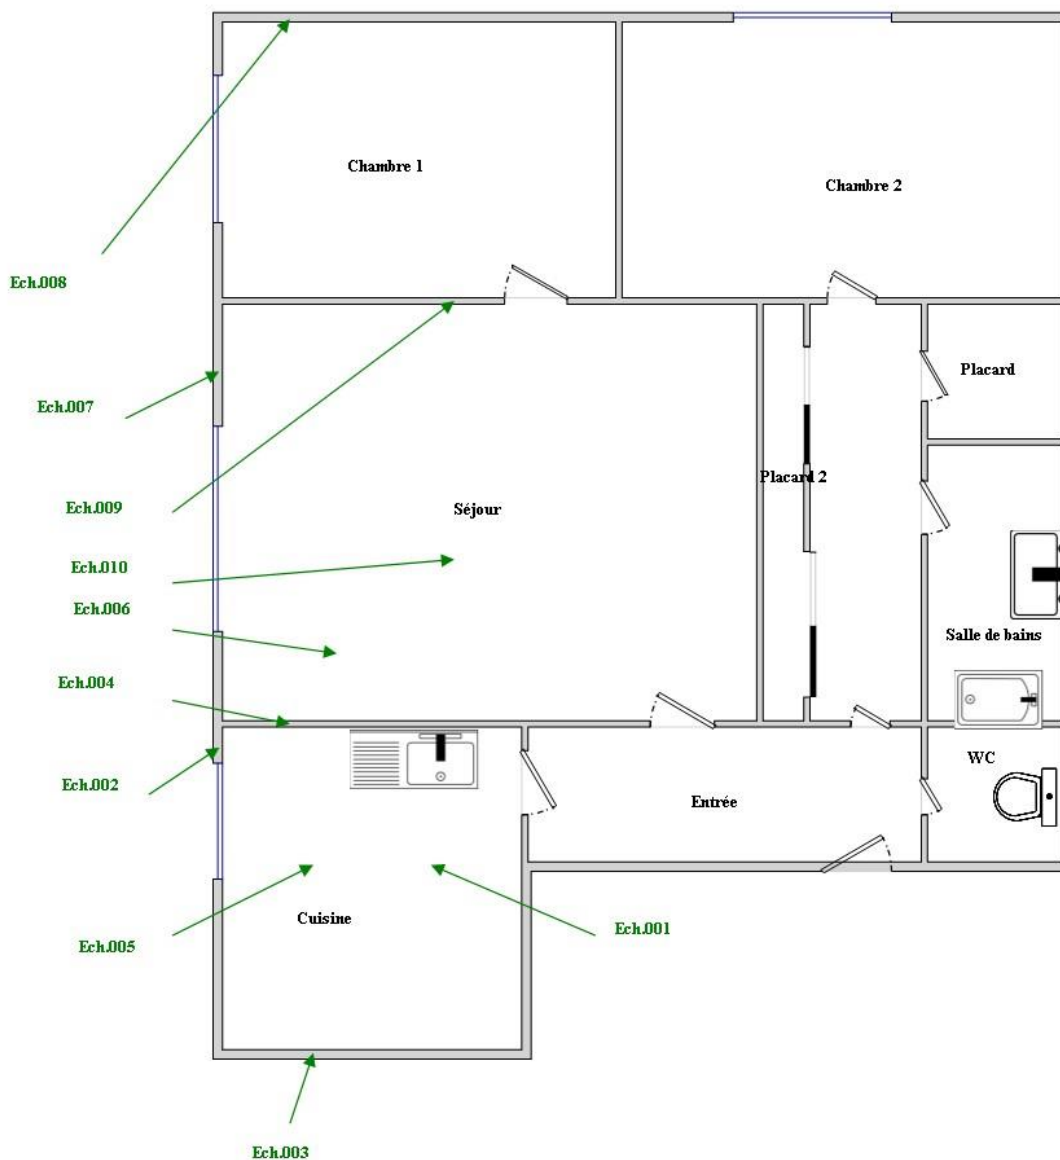 Chambre 1
Chambre 2
Ech.008
Placard
Ech.007
Placard 2
Ech.009
Séjour
Ech.010
Ech.006
Salle de bains
Ech.004
WC
Ech.002
Entrée
Cuisine
Ech.001
Ech.005
Ech.003